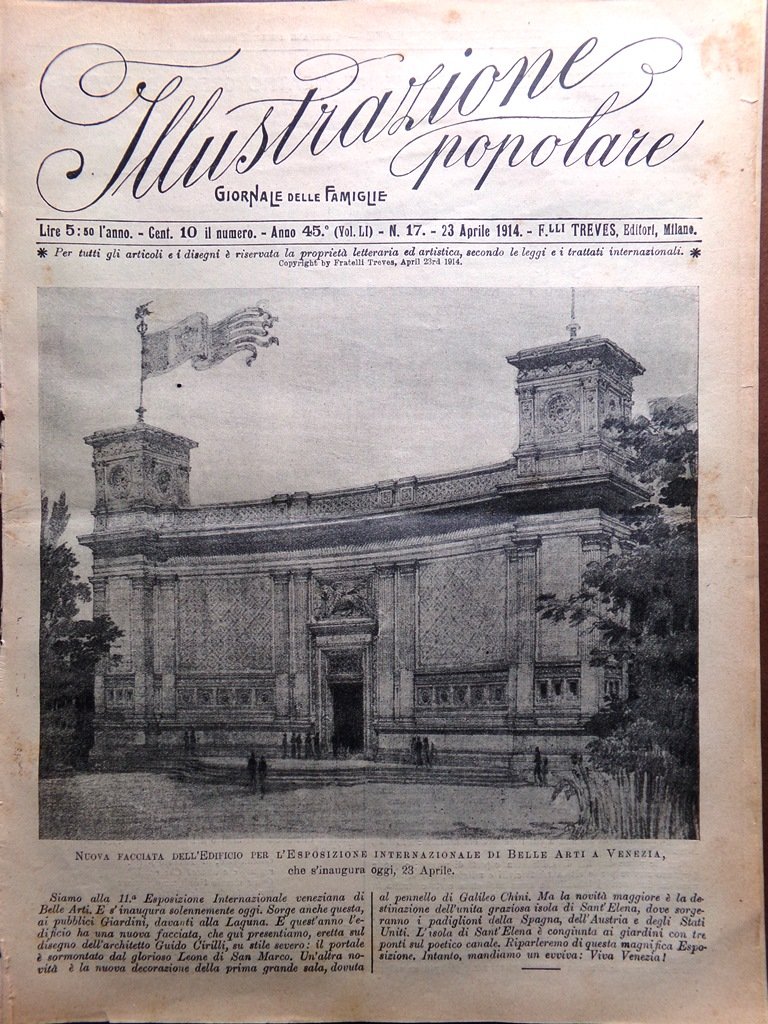 Illustrazione
popolare
GIORNALE DELLE FAMIGLIE
Lire 5:50 l'anno. - Cent. 10 il numero. - Anno 45.° (Vol. LI) - N. 17. - 23 Aprile 1914. - F.LLI TREVES, Editori, Milano.
* Per tutti gli articoli e i disegni è riservata la proprietà letteraria ed artistica, secondo le leggi e i trattati internazionali. *
Copyright by Fratelli Treves, April 23rd 1914.
NUOVA FACCIATA DELL'EDIFICIO PER L'ESPOSIZIONE INTERNAZIONALE DI BELLE ARTI A VENEZIA,
che s'inaugura oggi, 23 Aprile.
Siamo alla 11.ª Esposizione Internazionale veneziana di
Belle Arti. E s'inaugura solennemente oggi. Sorge anche questa,
ai pubblici Giardini, davanti alla Laguna. E quest'anno l'e-
dificio ha una nuova facciata, che qui presentiamo, eretta sul
disegno dell'architetto Guido Cirilli, su stile severo: il portale
è sormontato dal glorioso Leone di San Marco. Un'altra no-
vità è la nuova decorazione della prima grande sala, dovuta
al pennello di Galileo Chini. Ma la novità maggiore è la de-
stinazione dell'unita graziosa isola di Sant'Elena, dove sorge-
ranno i padiglioni della Spagna, dell'Austria e degli Stati
Uniti. L'isola di Sant'Elena è congiunta ai giardini con tre
ponti sul poetico canale. Riparleremo di questa magnifica Espo-
sizione. Intanto, mandiamo un evviva: Viva Venezia!